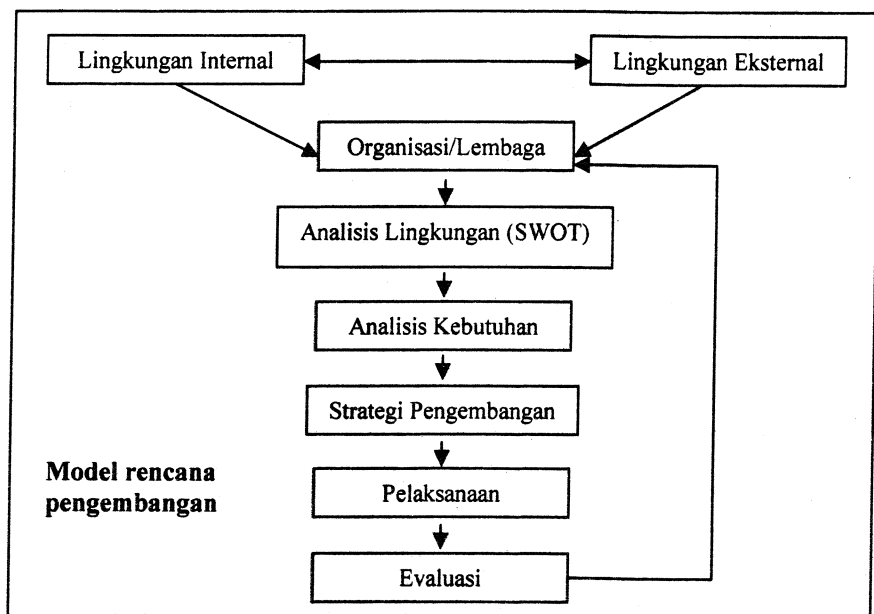 Lingkungan Internal
Lingkungan Eksternal
Organisasi/Lembaga
Analisis Lingkungan (SWOT)
Analisis Kebutuhan
Strategi Pengembangan
Model rencana
pengembangan
Pelaksanaan
Evaluasi